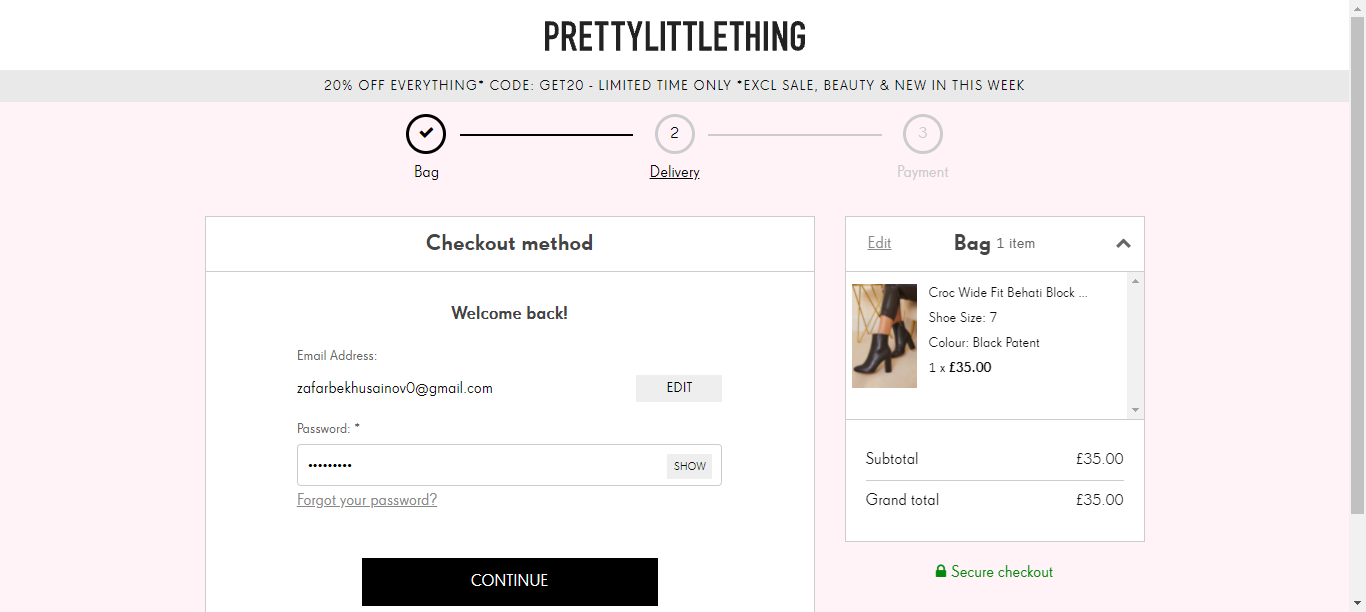 PRETTYLITTLETHING
20% OFF EVERYTHING* CODE: GET20 - LIMITED TIME ONLY *EXCL SALE, BEAUTY & NEW IN THIS WEEK
2
3
Bag
Delivery
Payment
Checkout method
Welcome back!
Email Address:
zafarbekhusainov0@gmail.com
EDIT
Password: *
•••••••••
SHOW
Forgot your password?
CONTINUE
Edit
Bag 1 item
Croc Wide Fit Behati Block ...
Shoe Size: 7
Colour: Black Patent
1 x £35.00
Subtotal £35.00
Grand total £35.00
Secure checkout